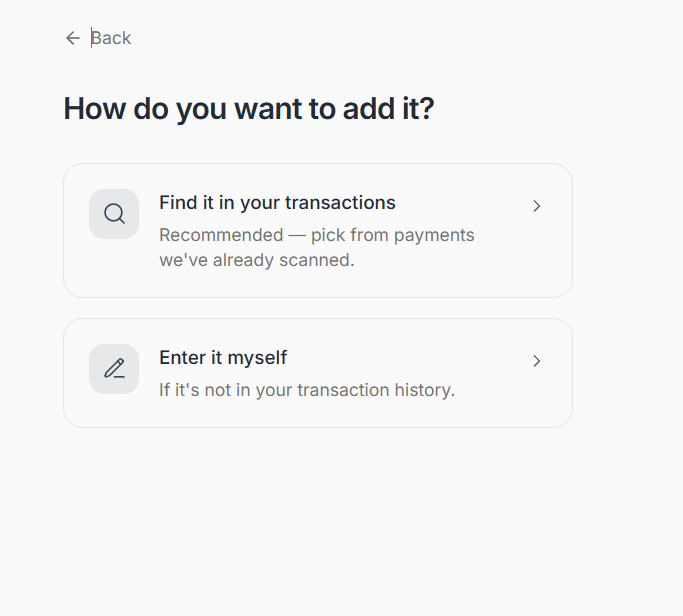 Back
How do you want to add it?
Find it in your transactions
Recommended — pick from payments
we've already scanned.
Enter it myself
If it's not in your transaction history.